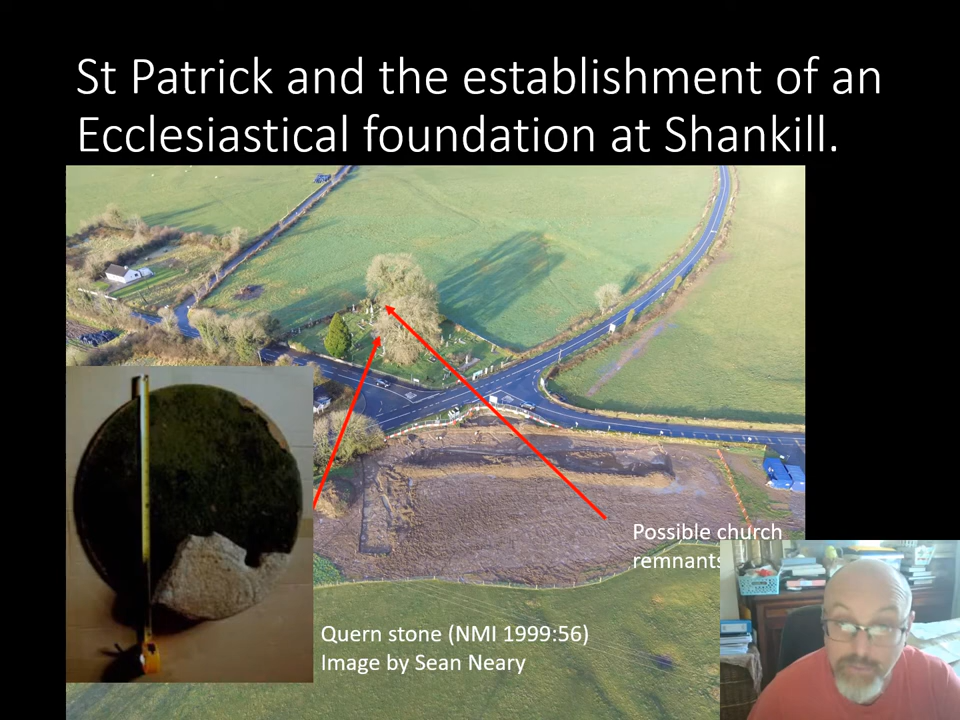 St Patrick and the establishment of an
Ecclesiastical foundation at Shankill.
Possible church
remnants
Quern stone (NMI 1999:56)
Image by Sean Neary